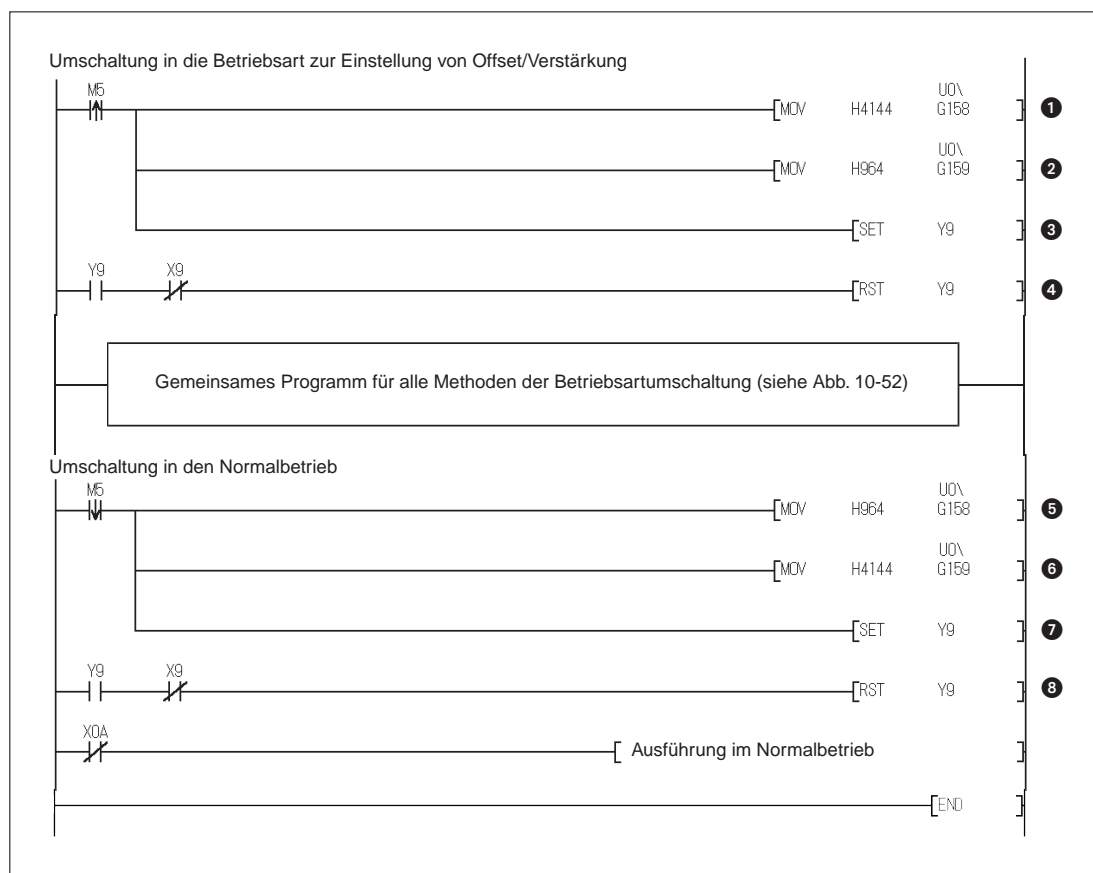 Umschaltung in die Betriebsart zur Einstellung von Offset/Verstärkung
M5
U0\
[MOV H4144 G158 ] 1
U0\
[MOV H964 G159 ] 2
[SET Y9 ] 3
Y9 X9
[RST Y9 ] 4
Gemeinsames Programm für alle Methoden der Betriebsartumschaltung (siehe Abb. 10-52)
Umschaltung in den Normalbetrieb
M5
U0\
[MOV H964 G158 ] 5
U0\
[MOV H4144 G159 ] 6
[SET Y9 ] 7
Y9 X9
[RST Y9 ] 8
X0A
[ Ausführung im Normalbetrieb ]
[END ]